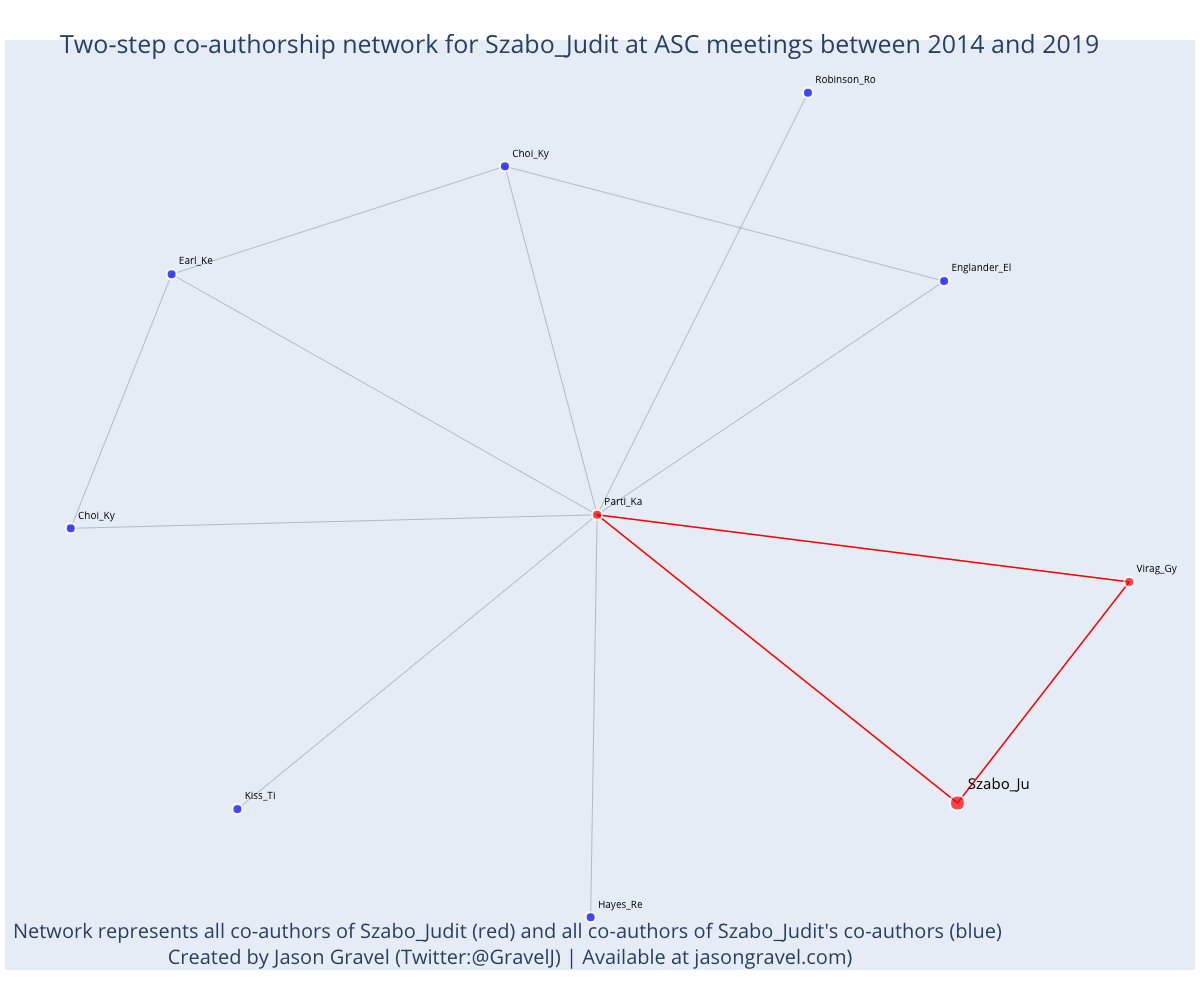 Two-step co-authorship network for Szabo_Judit at ASC meetings between 2014 and 2019
Robinson_Ro
Choi_Ky
Earl_Ke
Englander_El
Parti_Ka
Choi_Ky
Virag_Gy
Szabo_Ju
Kiss_Ti
Hayes_Re
Network represents all co-authors of Szabo_Judit (red) and all co-authors of Szabo_Judit's co-authors (blue)
Created by Jason Gravel (Twitter:@GravelJ) | Available at jasongravel.com)